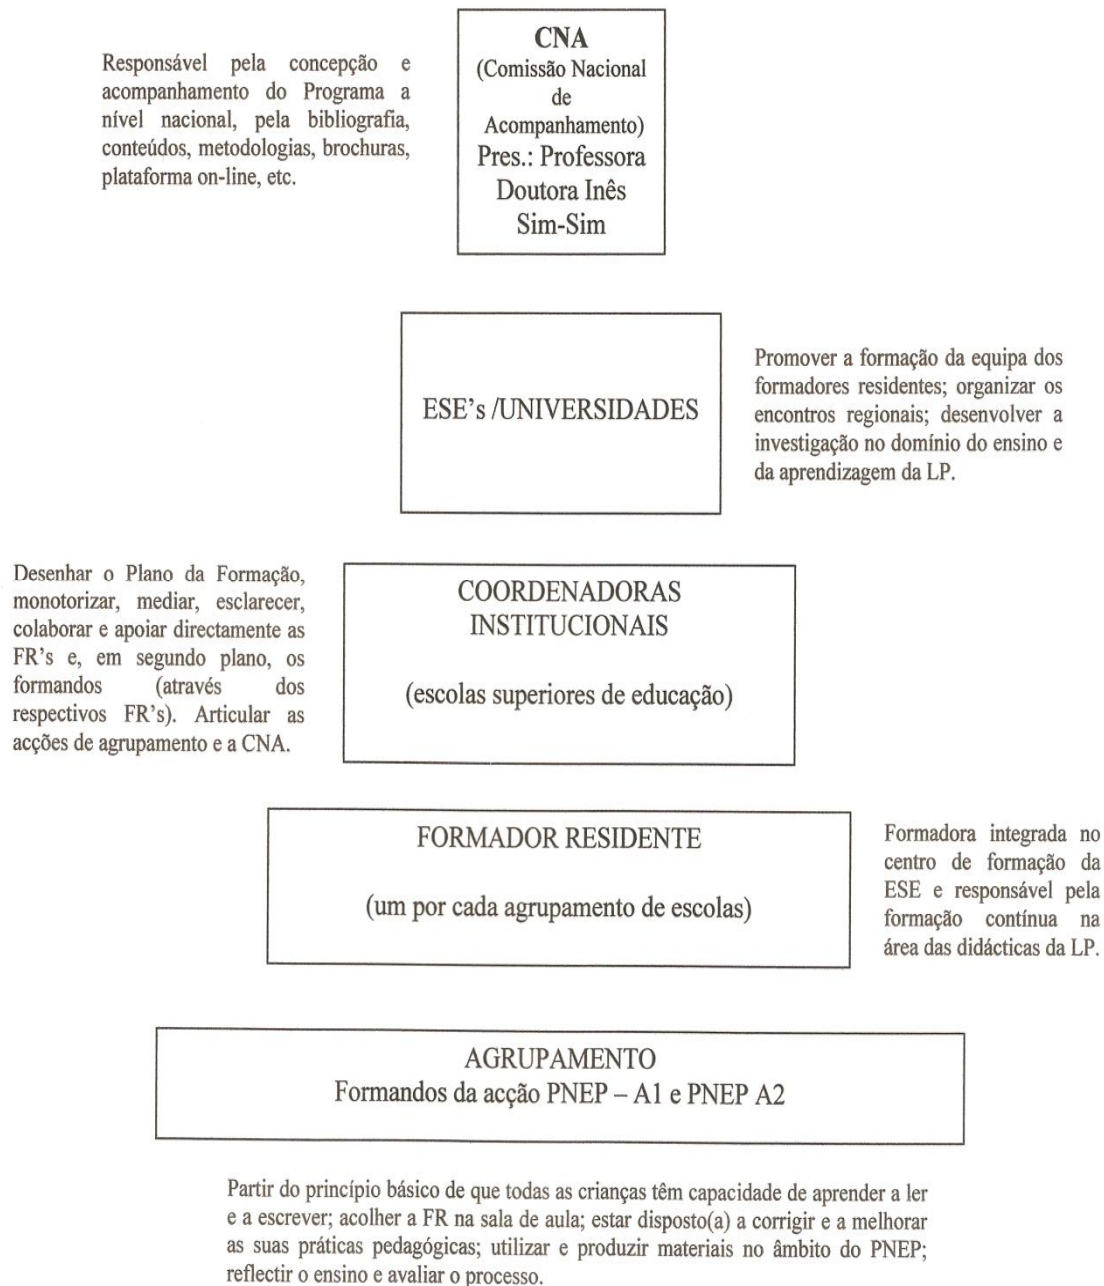 CNA
(Comissão Nacional
de
Acompanhamento)
Pres.: Professora
Doutora Inês
Sim-Sim
Responsável pela concepção e
acompanhamento do Programa a
nível nacional, pela bibliografia,
conteúdos, metodologias, brochuras,
plataforma on-line, etc.
ESE's /UNIVERSIDADES
Promover a formação da equipa dos
formadores residentes; organizar os
encontros regionais; desenvolver a
investigação no domínio do ensino e
da aprendizagem da LP.
Desenhar o Plano da Formação,
monotorizar, mediar, esclarecer,
colaborar e apoiar directamente as
FR's e, em segundo plano, os
formandos (através dos
respectivos FR's). Articular as
acções de agrupamento e a CNA.
COORDENADORAS
INSTITUCIONAIS
(escolas superiores de educação)
FORMADOR RESIDENTE
(um por cada agrupamento de escolas)
Formadora integrada no
centro de formação da
ESE e responsável pela
formação contínua na
área das didácticas da LP.
AGRUPAMENTO
Formandos da acção PNEP – A1 e PNEP A2
Partir do princípio básico de que todas as crianças têm capacidade de aprender a ler
e a escrever; acolher a FR na sala de aula; estar disposto(a) a corrigir e a melhorar
as suas práticas pedagógicas; utilizar e produzir materiais no âmbito do PNEP;
reflectir o ensino e avaliar o processo.